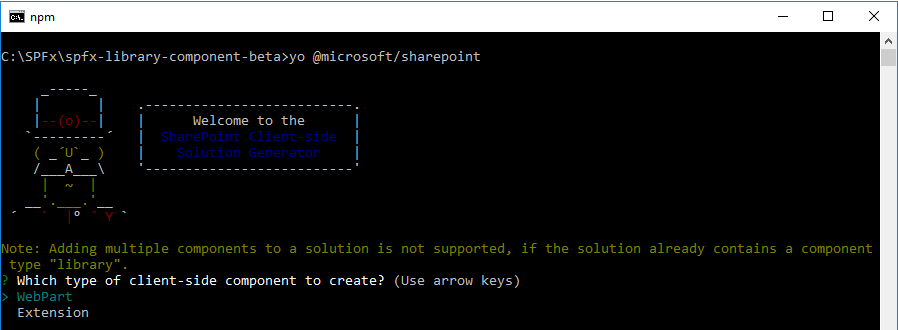 npm
C:\SPFx\spfx-library-component-beta>yo @microsoft/sharepoint
Welcome to the
SharePoint Client-side
Solution Generator
Note: Adding multiple components to a solution is not supported, if the solution already contains a component
type "library".
? Which type of client-side component to create? (Use arrow keys)
> WebPart
Extension